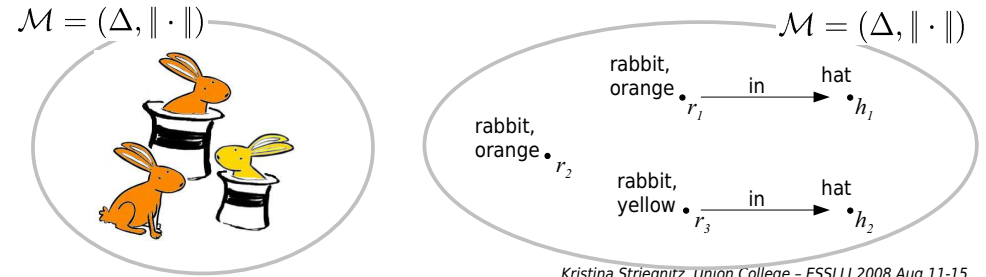 𝓜 = (Δ, ‖ · ‖)
𝓜 = (Δ, ‖ · ‖)
rabbit,
orange
r₁
in
hat
h₁
rabbit,
orange
r₂
rabbit,
yellow
r₃
in
hat
h₂
Kristina Striegnitz, Union College – ESSLLI 2008 Aug 11-15